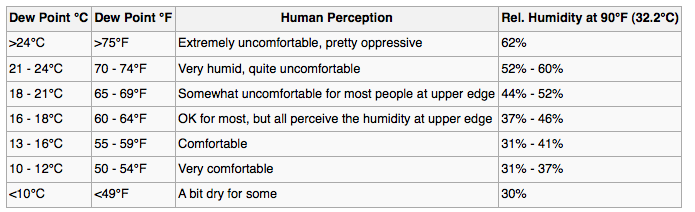 Dew Point °C Dew Point °F Human Perception Rel. Humidity at 90°F (32.2°C)
>24°C >75°F Extremely uncomfortable, pretty oppressive 62%
21 - 24°C 70 - 74°F Very humid, quite uncomfortable 52% - 60%
18 - 21°C 65 - 69°F Somewhat uncomfortable for most people at upper edge 44% - 52%
16 - 18°C 60 - 64°F OK for most, but all perceive the humidity at upper edge 37% - 46%
13 - 16°C 55 - 59°F Comfortable 31% - 41%
10 - 12°C 50 - 54°F Very comfortable 31% - 37%
<10°C <49°F A bit dry for some 30%